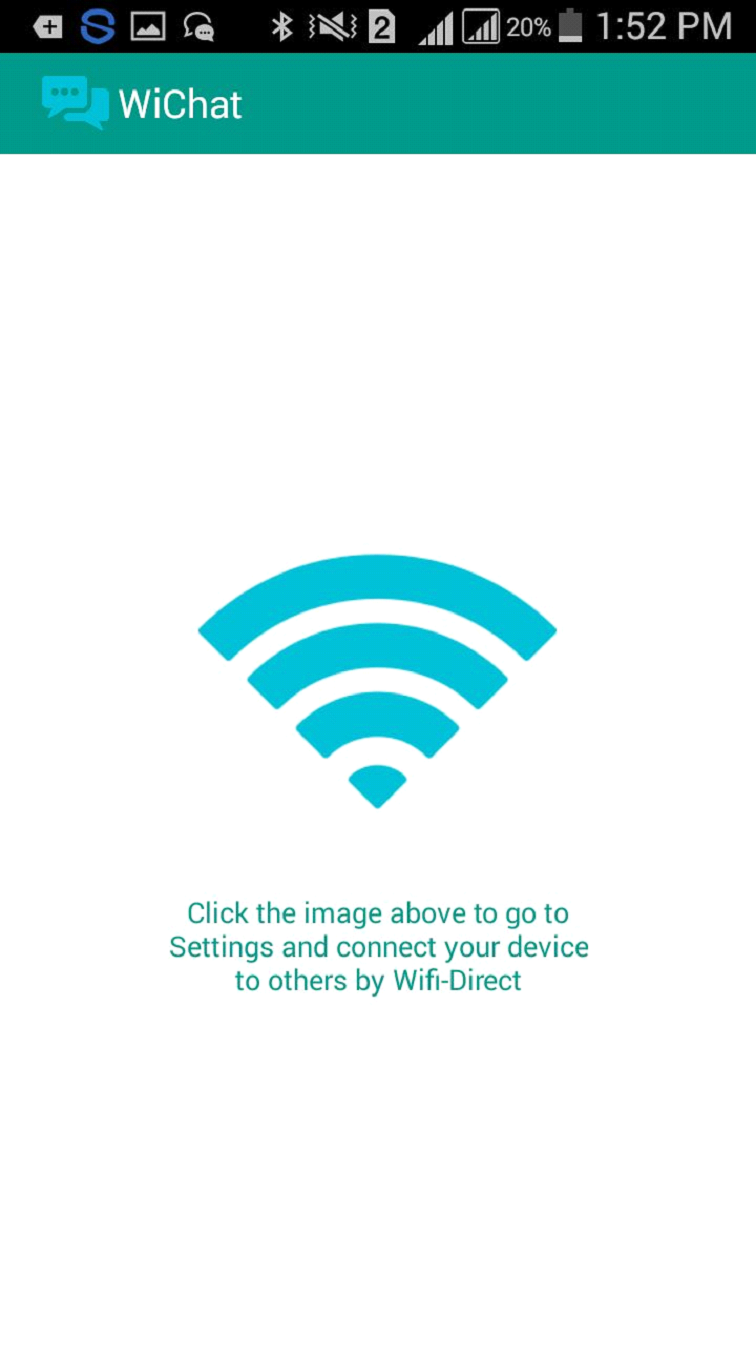 2 20% 1:52 PM
WiChat
Click the image above to go to
Settings and connect your device
to others by Wifi-Direct